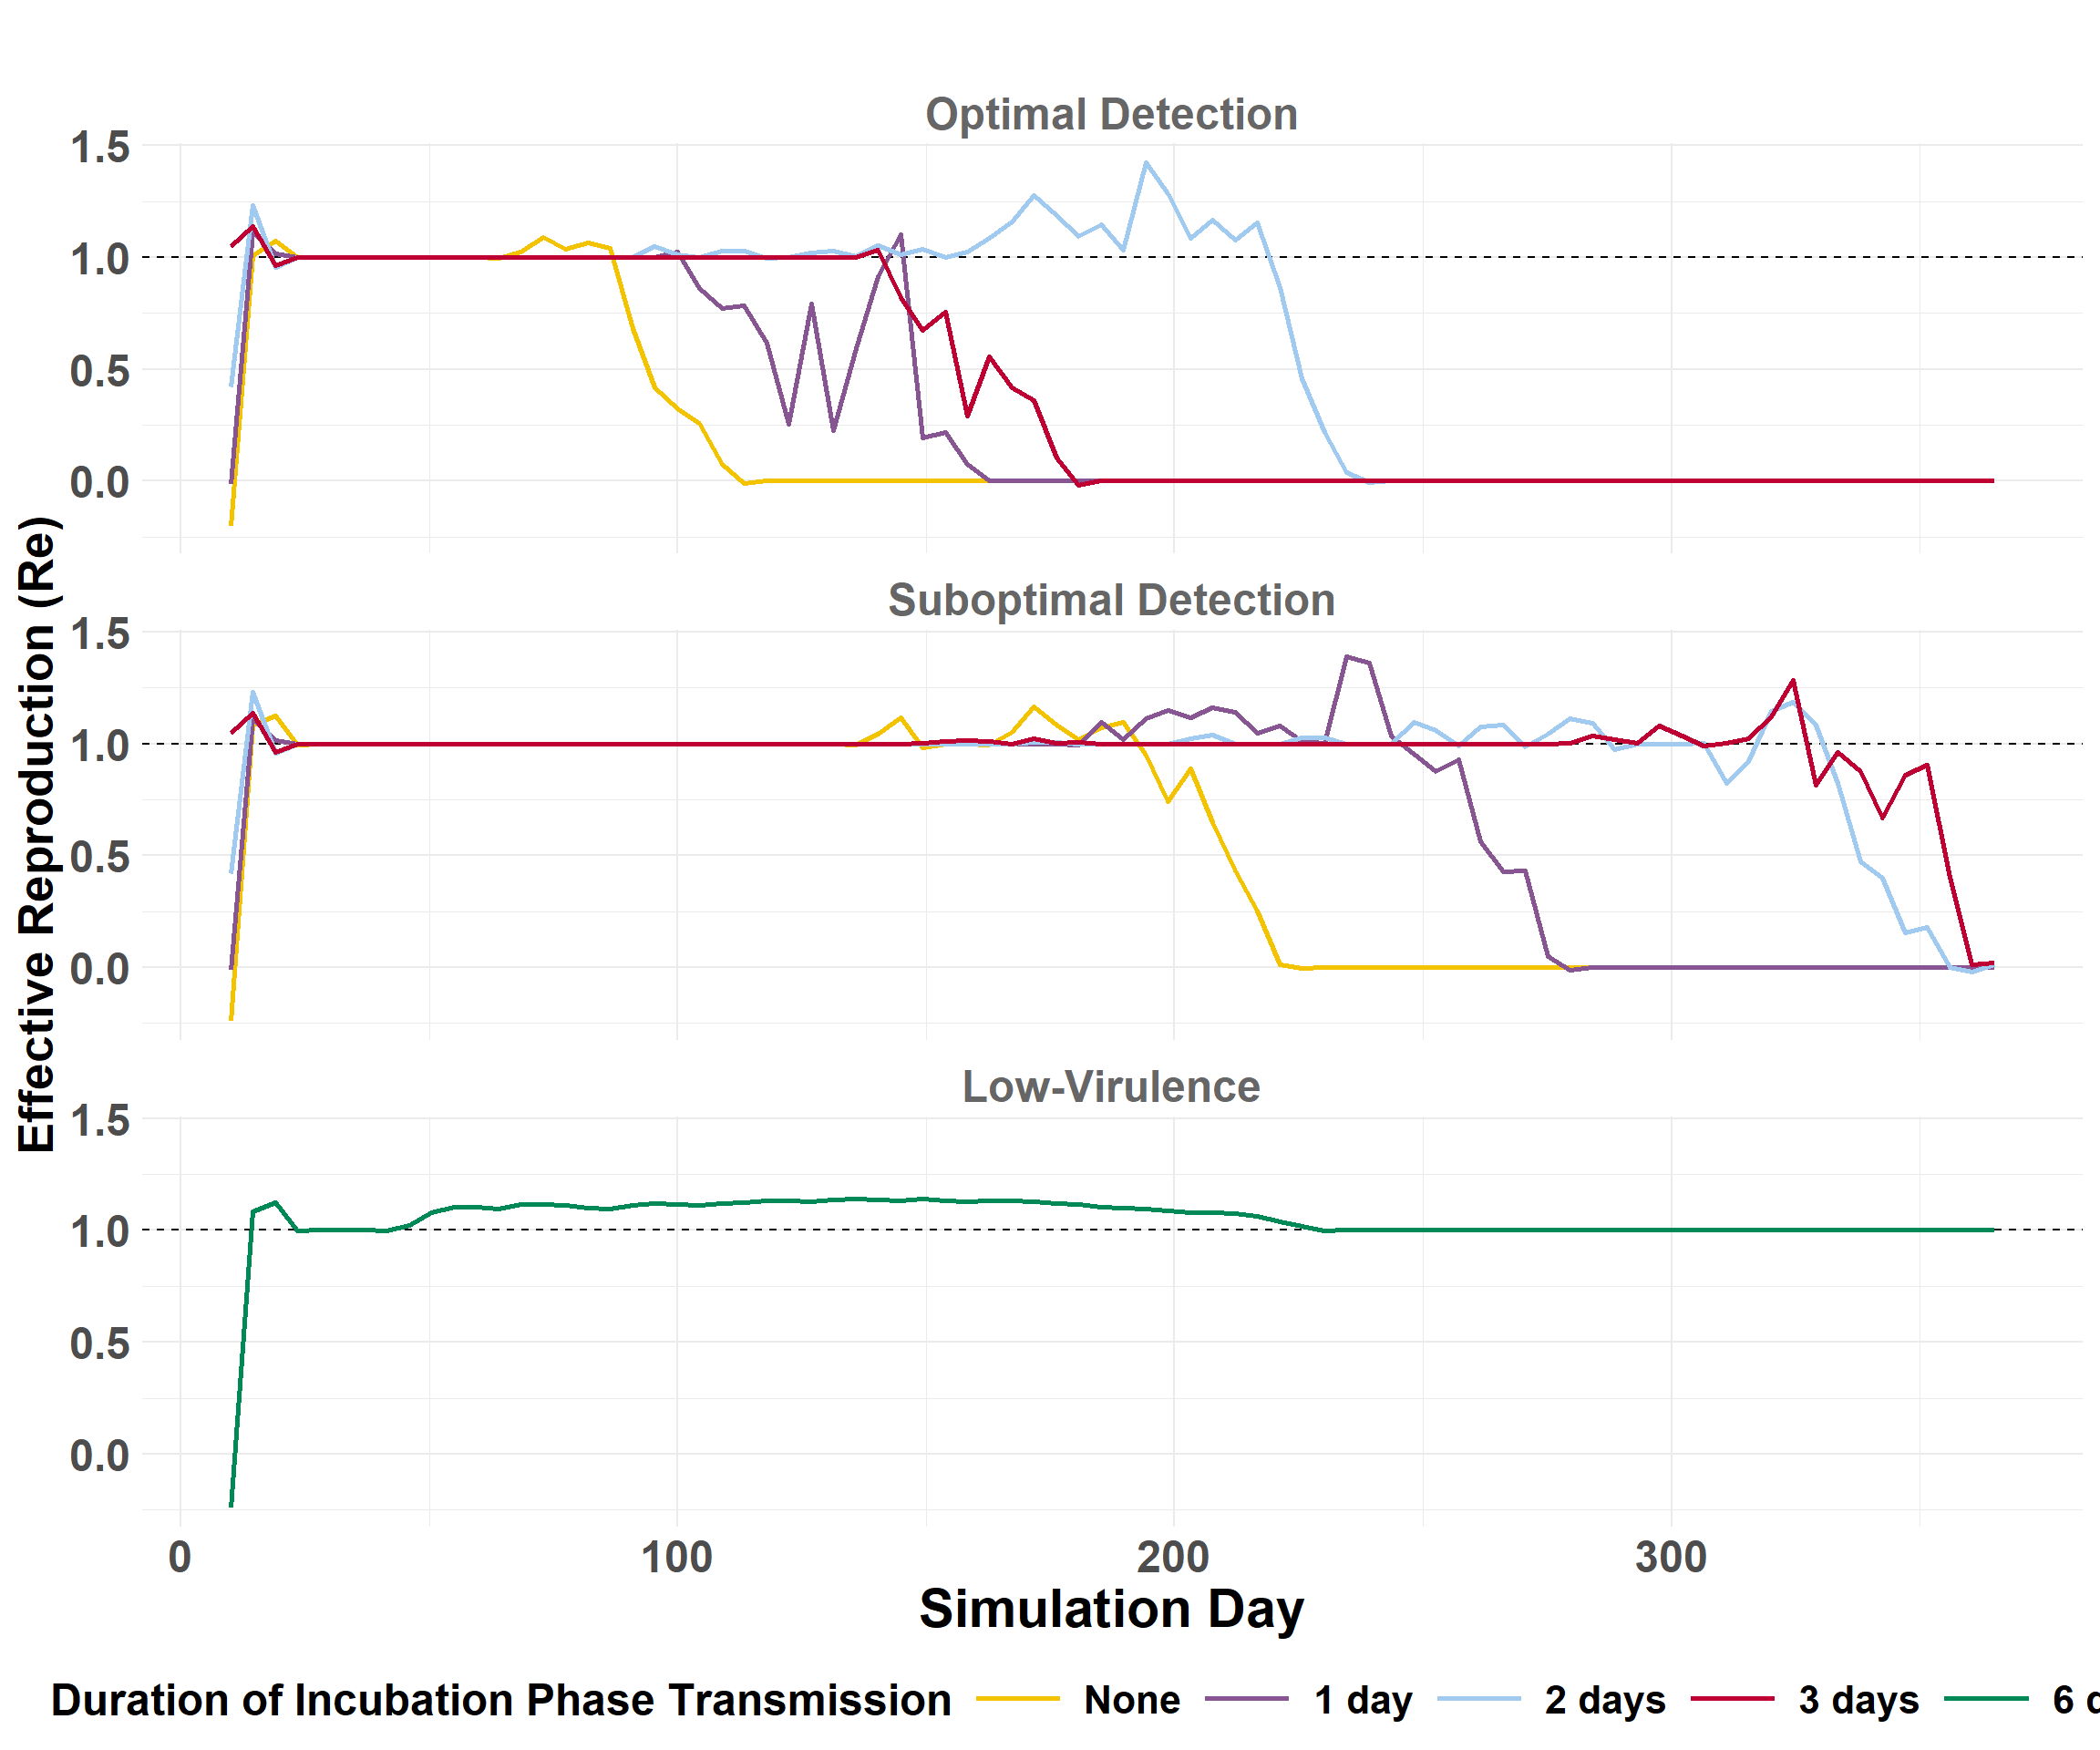 Optimal Detection
1.5
1.0
0.5
0.0
Suboptimal Detection
1.5
1.0
0.5
0.0
Low-Virulence
1.5
1.0
0.5
0.0
Effective Reproduction (Re)
0 100 200 300
Simulation Day
Duration of Incubation Phase Transmission None 1 day 2 days 3 days 6